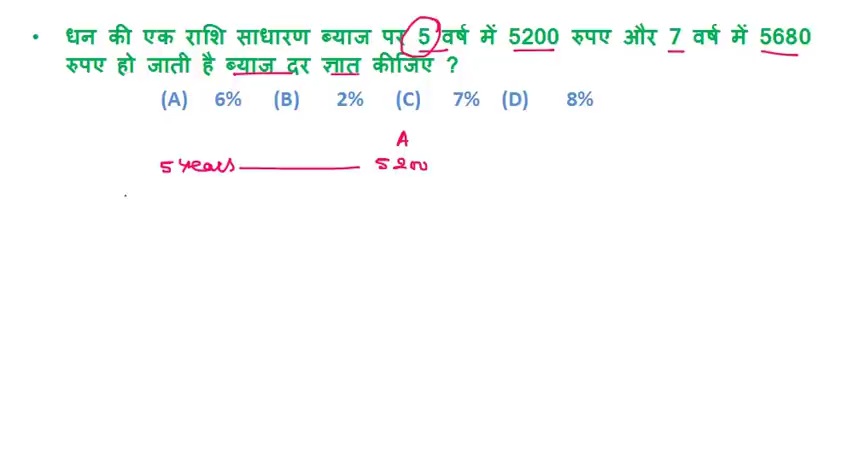 • धन की एक राशि साधारण ब्याज पर 5 वर्ष में 5200 रुपए और 7 वर्ष में 5680
रुपए हो जाती है ब्याज दर ज्ञात कीजिए ?
(A) 6% (B) 2% (C) 7% (D) 8%
A
5 years 5200